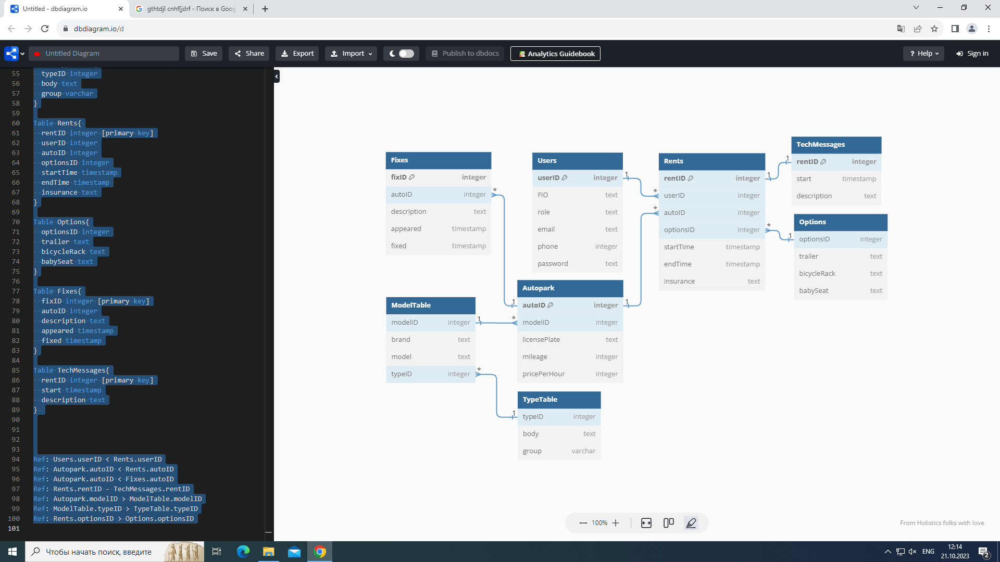 Untitled - dbdiagram.io
gthtdjl cnhf[jdrf - Поиск в Goog
dbdiagram.io/d
Untitled Diagram
Save
Share
Export
Import
Publish to dbdocs
Analytics Guidebook
? Help
Sign in
55 typeID integer
56 body text
57 group varchar
58 }
59
60 Table Rents{
61 rentID integer [primary key]
62 userID integer
63 autoID integer
64 optionsID integer
65 startTime timestamp
66 endTime timestamp
67 insurance text
68 }
69
70 Table Options{
71 optionsID integer
72 trailer text
73 bicycleRack text
74 babySeat text
75 }
76
77 Table Fixes{
78 fixID integer [primary key]
79 autoID integer
80 description text
81 appeared timestamp
82 fixed timestamp
83 }
84
85 Table TechMessages{
86 rentID integer [primary key]
87 start timestamp
88 description text
89 }
90
91
92
93
94 Ref: Users.userID < Rents.userID
95 Ref: Autopark.autoID < Rents.autoID
96 Ref: Autopark.autoID < Fixes.autoID
97 Ref: Rents.rentID - TechMessages.rentID
98 Ref: Autopark.modelID > ModelTable.modelID
99 Ref: ModelTable.typeID > TypeTable.typeID
100 Ref: Rents.optionsID > Options.optionsID
101
Fixes
fixID integer
autoID integer *
description text
appeared timestamp
fixed timestamp
Users
userID integer 1
FIO text
role text
email text
phone integer
password text
Rents
rentID integer 1
* userID integer
* autoID integer
optionsID integer *
startTime timestamp
endTime timestamp
insurance text
TechMessages
1 rentID integer
start timestamp
description text
Options
1 optionsID integer
trailer text
bicycleRack text
babySeat text
Autopark
1 autoID integer 1
* modelID integer
licensePlate text
mileage integer
pricePerHour integer
ModelTable
modelID integer 1
brand text
model text
typeID integer *
TypeTable
1 typeID integer
body text
group varchar
100%
From Holistics folks with love
Чтобы начать поиск, введите
ENG
12:14
21.10.2023
2